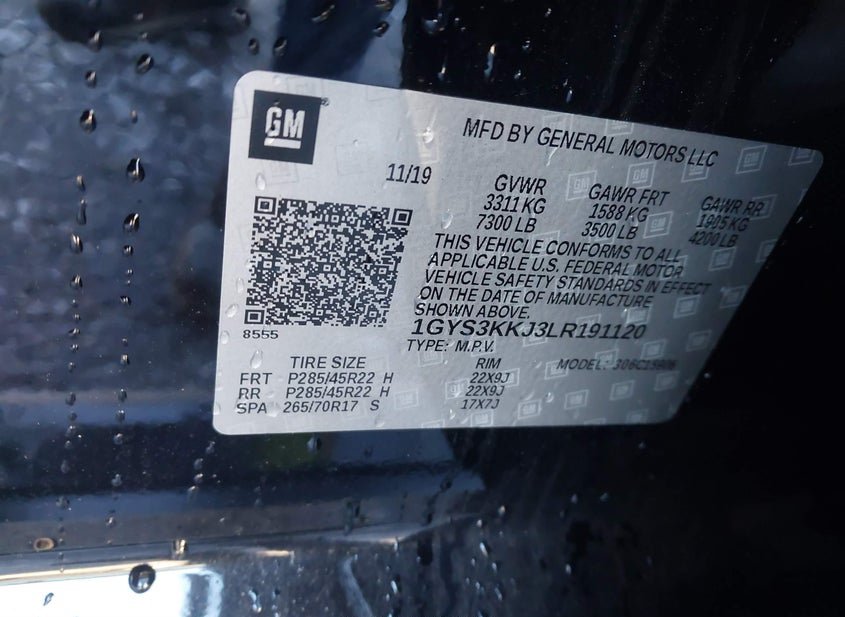 GM
MFD BY GENERAL MOTORS LLC
11/19
GVWR GAWR FRT GAWR RR
3311 KG 1588 KG 1905 KG
7300 LB 3500 LB 4200 LB
THIS VEHICLE CONFORMS TO ALL
APPLICABLE U.S. FEDERAL MOTOR
VEHICLE SAFETY STANDARDS IN EFFECT
ON THE DATE OF MANUFACTURE
SHOWN ABOVE.
8555
1GYS3KKJ3LR191120
TYPE: M.P.V. MODEL:
TIRE SIZE RIM
FRT P285/45R22 H 22X9J
RR P285/45R22 H 22X9J
SPA 265/70R17 S 17X7J